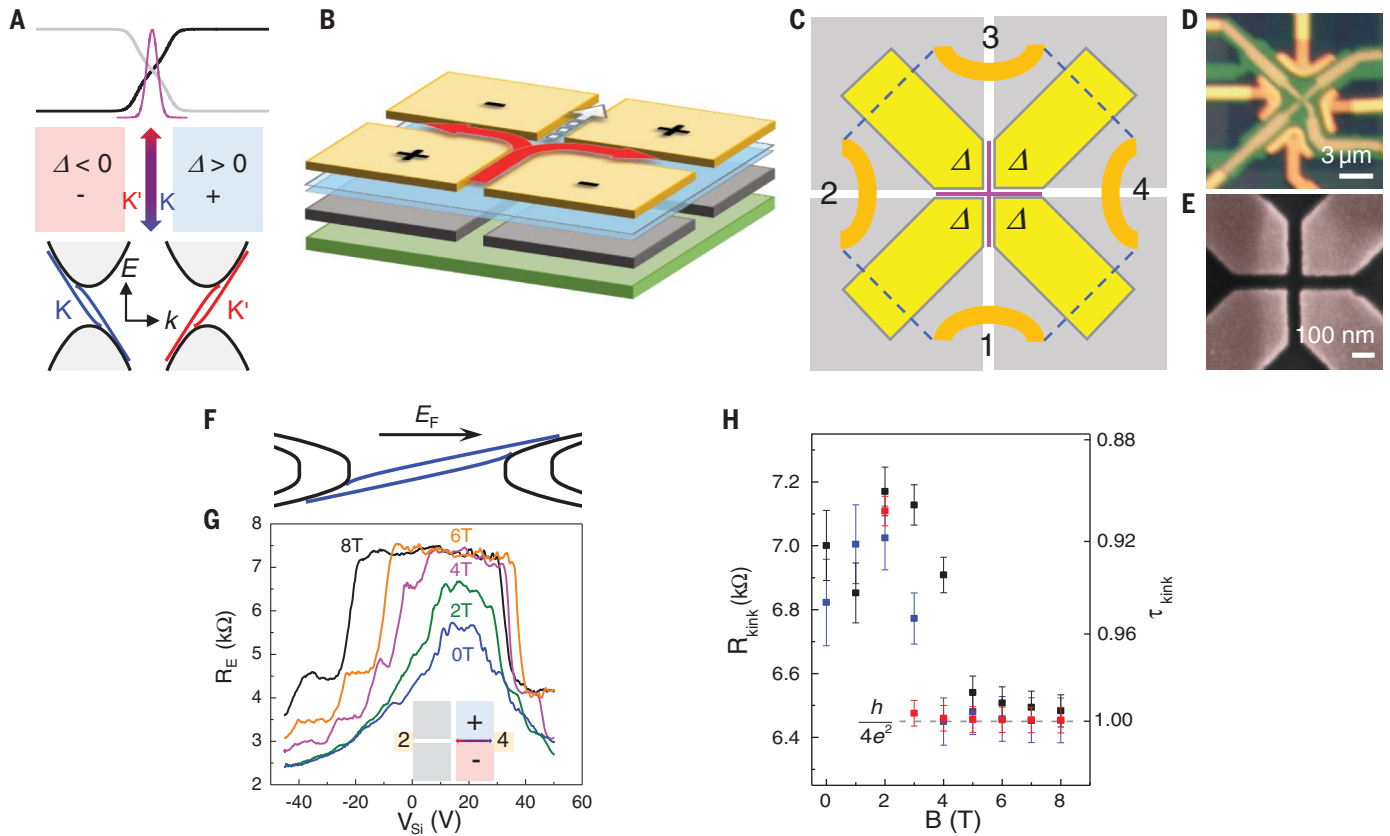 A
Δ < 0
-
K'
K
Δ > 0
+
E
K
k
K'
B
-
+
+
-
C
3
Δ Δ
2
4
Δ Δ
1
D
3 μm
E
100 nm
F
E_F
G
8
7
6
5
4
3
2
R_E (kΩ)
8T
6T
4T
2T
0T
2
+
-
4
-40 -20 0 20 40 60
V_Si (V)
H
7.2
7.0
6.8
6.6
6.4
R_kink (kΩ)
h/4e²
0 2 4 6 8
B (T)
0.88
0.92
0.96
1.00
τ_kink